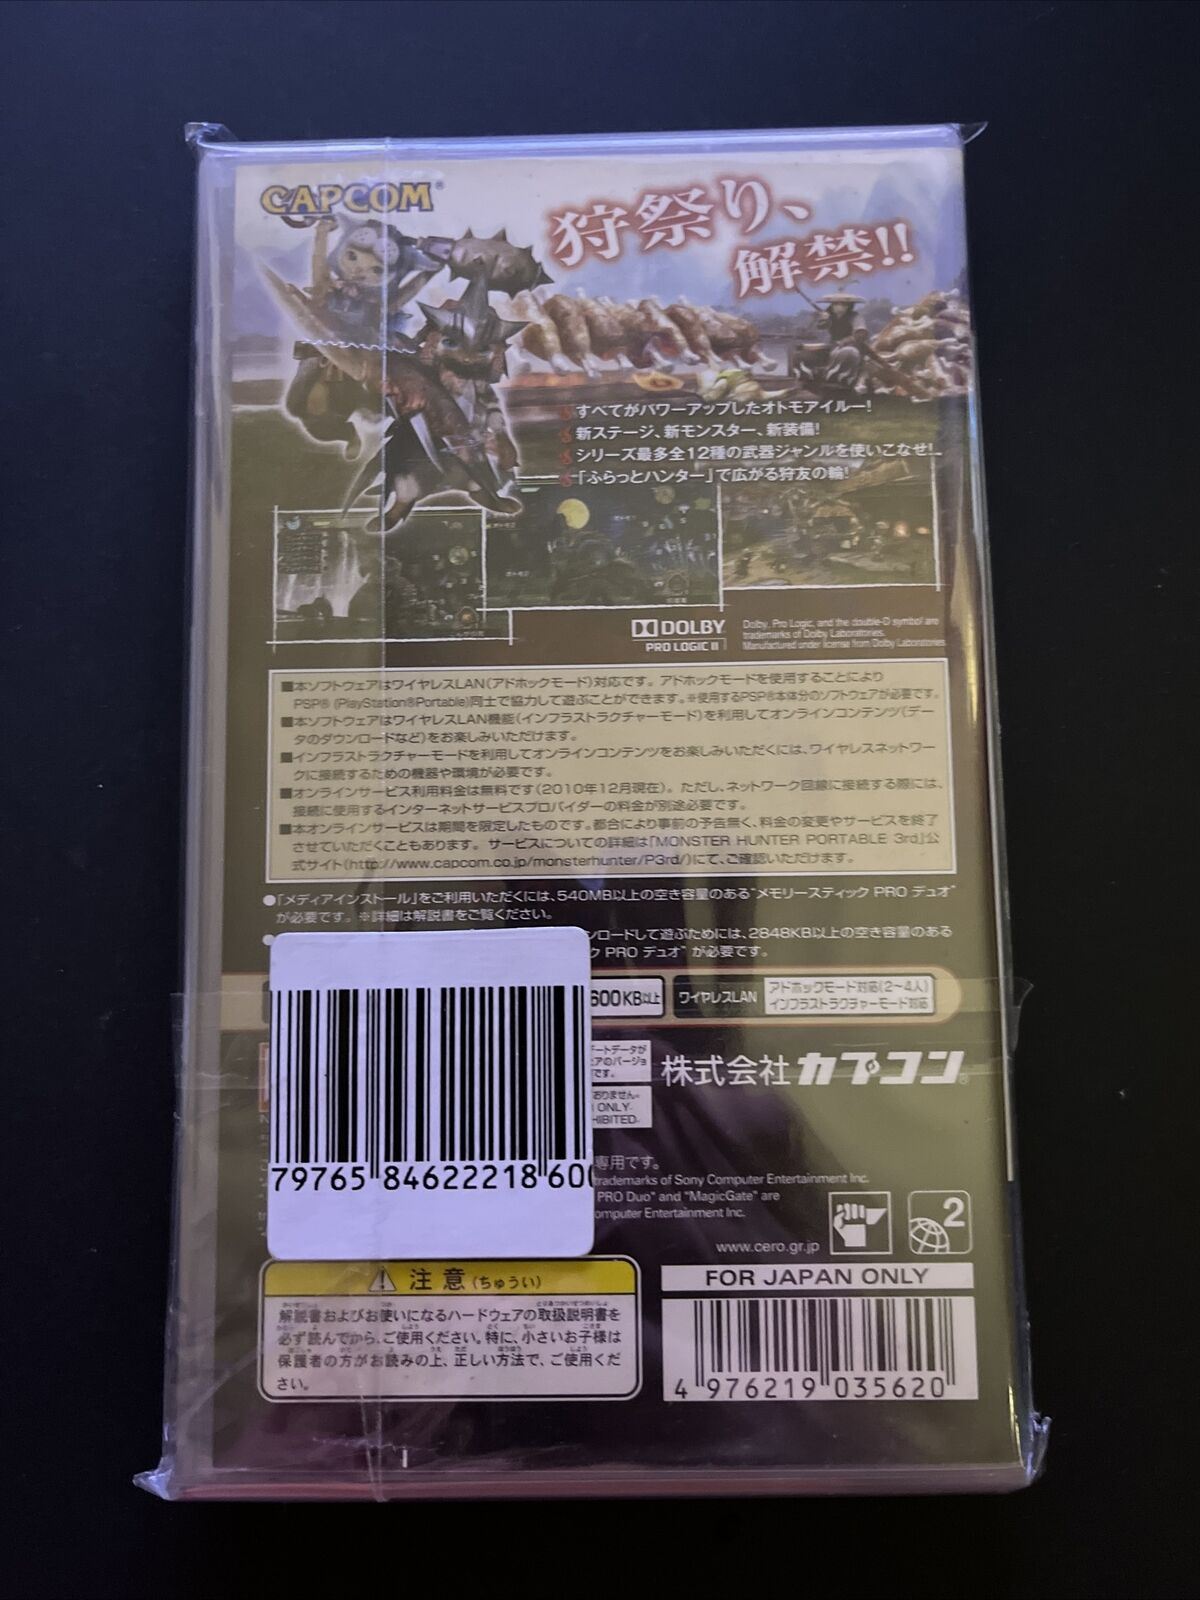 CAPCOM®
狩祭り、
解禁!!
すべてがパワーアップしたオトモアイルー!
新ステージ、新モンスター、新装備!
シリーズ最多全12種の武器ジャンルを使いこなせ!
「ふらっとハンター」で広がる狩友の輪!
DOLBY
PRO LOGIC II
Dolby, Pro Logic, and the double-D symbol are
trademarks of Dolby Laboratories.
Manufactured under license from Dolby Laboratories.
■本ソフトウェアはワイヤレスLAN(アドホックモード)対応です。アドホックモードを使用することにより
PSP®(PlayStation®Portable)同士で協力して遊ぶことができます。※使用するPSP®本体分のソフトウェアが必要です。
■本ソフトウェアはワイヤレスLAN機能(インフラストラクチャーモード)を利用してオンラインコンテンツ(デー
タのダウンロードなど)をお楽しみいただけます。
■インフラストラクチャーモードを利用してオンラインコンテンツをお楽しみいただくには、ワイヤレスネットワー
クに接続するための機器や環境が必要です。
■オンラインサービス利用料金は無料です(2010年12月現在)。ただし、ネットワーク回線に接続する際には、
接続に使用するインターネットサービスプロバイダーの料金が別途必要です。
■本オンラインサービスは期間を限定したものです。都合により事前の予告無く、料金の変更やサービスを終了
させていただくこともあります。サービスについての詳細は「MONSTER HUNTER PORTABLE 3rd」公
式サイト(http://www.capcom.co.jp/monsterhunter/P3rd/)にて、ご確認いただけます。
●「メディアインストール」をご利用いただくには、540MB以上の空き容量のある"メモリースティック PRO デュオ"
が必要です。※詳細は解説書をご覧ください。
ンロードして遊ぶためには、2848KB以上の空き容量のある
ク PRO デュオ" が必要です。
600KB以上
ワイヤレスLAN
アドホックモード対応(2～4人)
インフラストラクチャーモード対応
ートデータが
アのバージョ
です。
おりません。
ONLY.
HIBITED.
株式会社カプコン®
79765 84622218 60
専用です。
trademarks of Sony Computer Entertainment Inc.
PRO Duo" and "MagicGate" are
omputer Entertainment Inc.
www.cero.gr.jp
2
注意(ちゅうい)
解説書およびお使いになるハードウェアの取扱説明書を
必ず読んでから、ご使用ください。特に、小さいお子様は
保護者の方がお読みの上、正しい方法で、ご使用くだ
さい。
FOR JAPAN ONLY
4 976219 035620